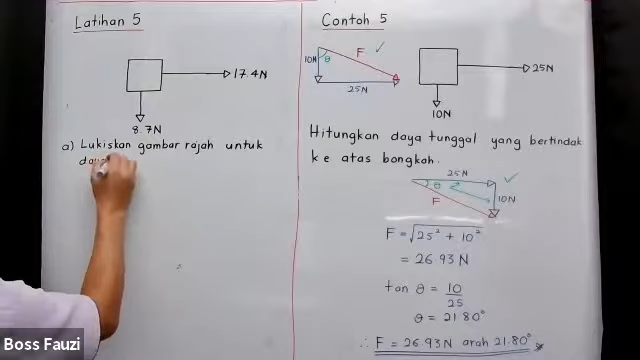 Latihan 5
17.4N
8.7N
a) Lukiskan gambar rajah untuk
Contoh 5
10N
θ
F ✓
25N
25N
10N
Hitungkan daya tunggal yang bertindak
ke atas bongkah.
25N
θ
✓
10N
F
F = √25² + 10²
= 26.93 N
tan θ = 10/25
θ = 21.80°
∴ F = 26.93N arah 21.80°
Boss Fauzi